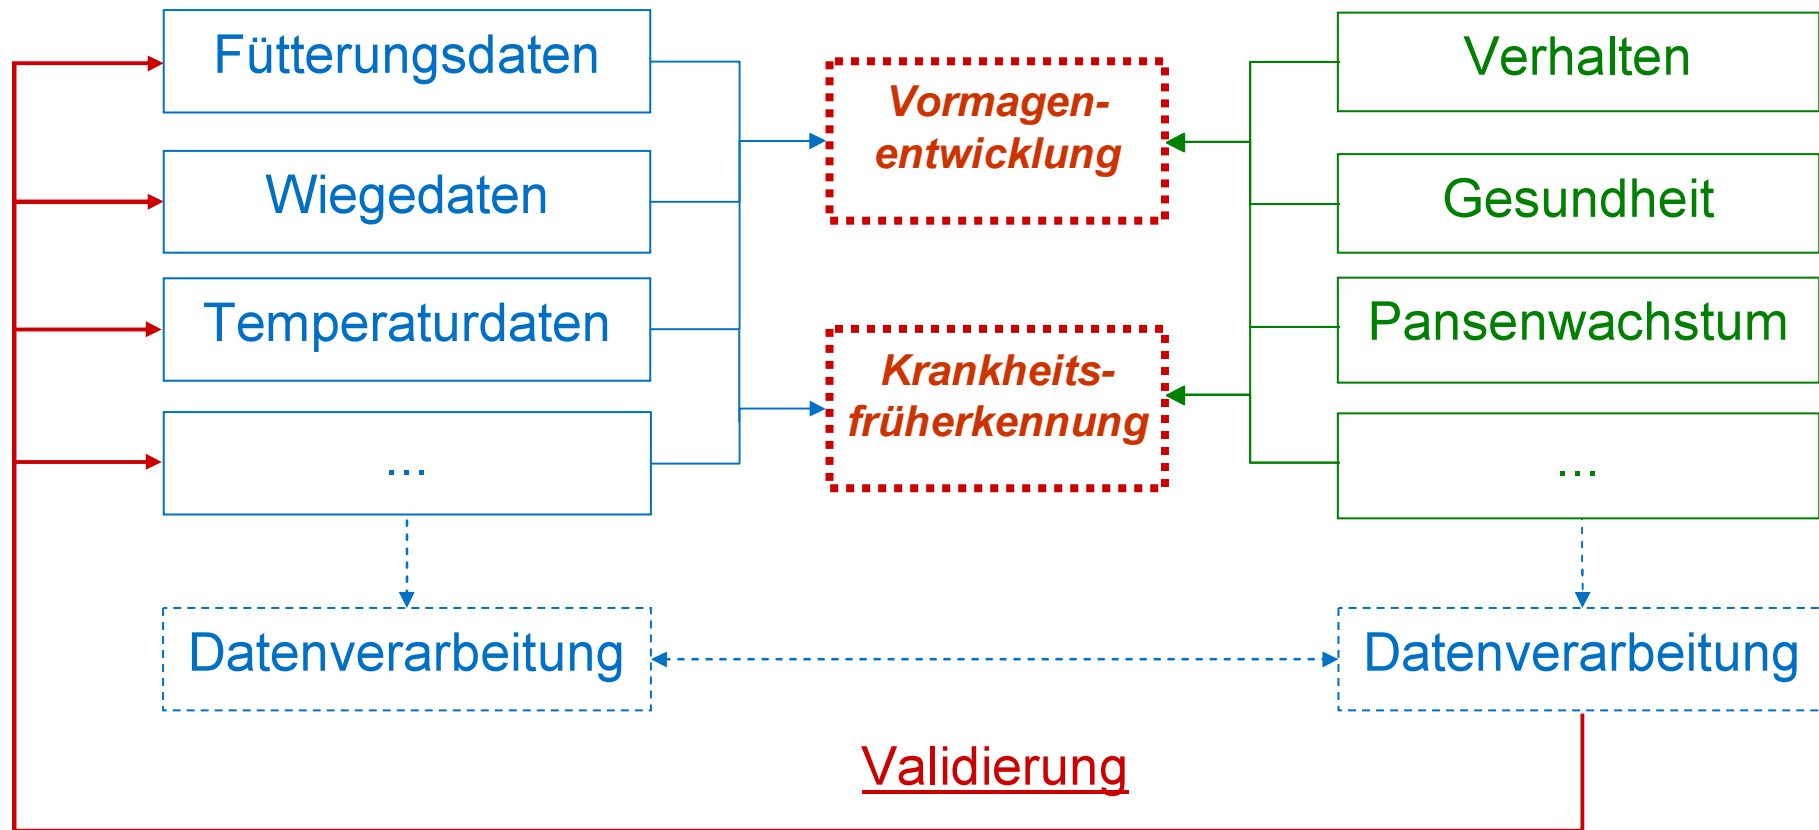 Fütterungsdaten
Wiegedaten
Temperaturdaten
...
Datenverarbeitung
Vormagen-
entwicklung
Krankheits-
früherkennung
Verhalten
Gesundheit
Pansenwachstum
...
Datenverarbeitung
Validierung